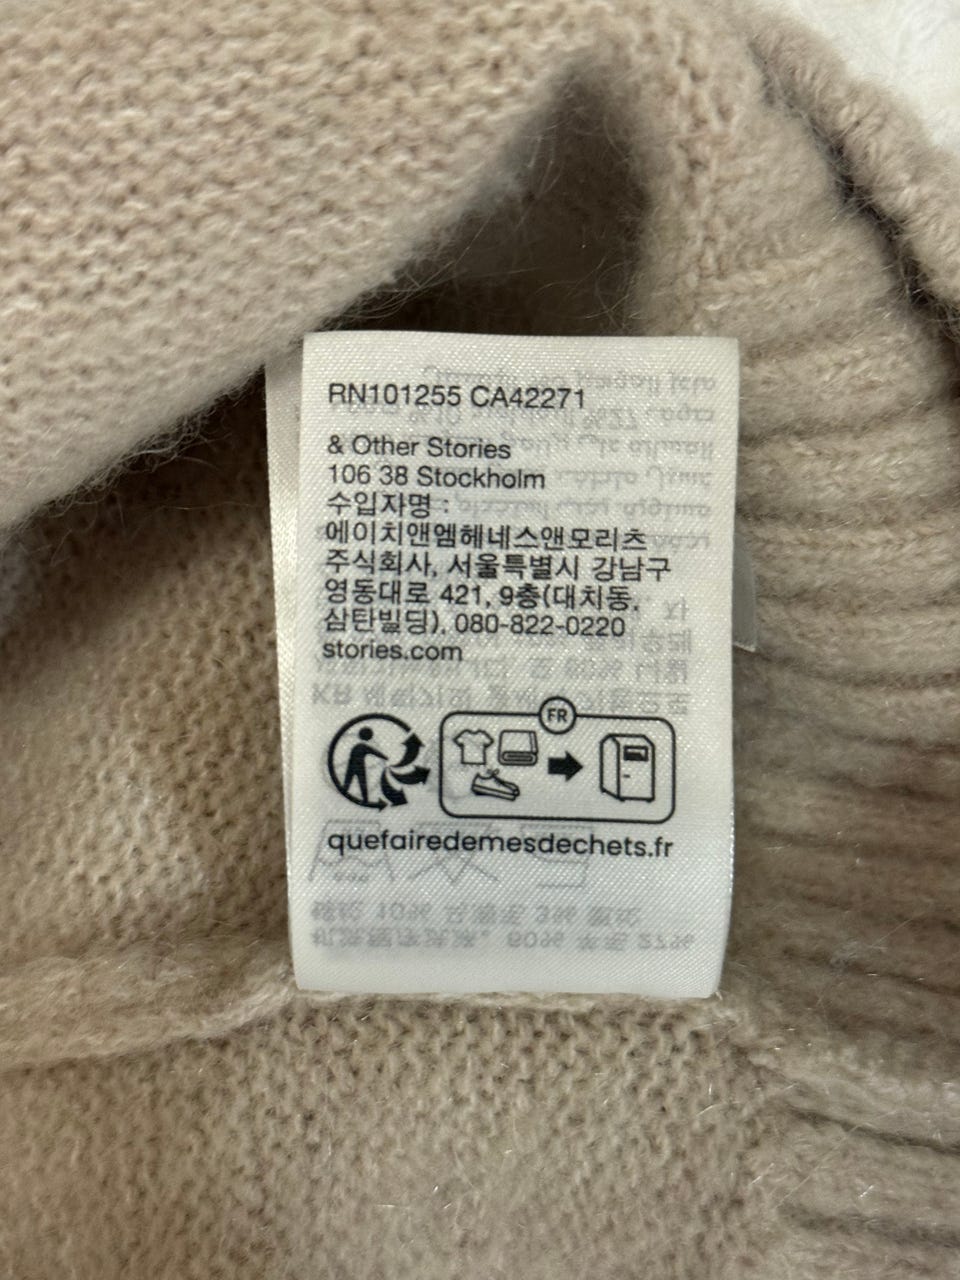 RN101255 CA42271
& Other Stories
106 38 Stockholm
수입자명 :
에이치앤엠헤네스앤모리츠
주식회사, 서울특별시 강남구
영동대로 421, 9층(대치동,
삼탄빌딩), 080-822-0220
stories.com
FR
quefairedemesdechets.fr